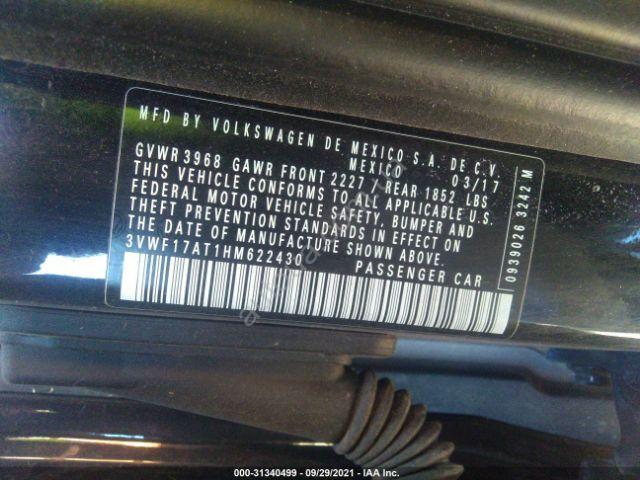 MFD BY VOLKSWAGEN DE MEXICO S.A. DE C.V.
MEXICO 03/17
GVWR 3968 GAWR FRONT 2227 / REAR 1852 LBS
THIS VEHICLE CONFORMS TO ALL APPLICABLE U.S.
FEDERAL MOTOR VEHICLE SAFETY, BUMPER AND
THEFT PREVENTION STANDARDS IN EFFECT ON
THE DATE OF MANUFACTURE SHOWN ABOVE.
3VWF17AT1HM622430 PASSENGER CAR
0939026 3242 M
000-31340499 - 09/29/2021 - IAA Inc.